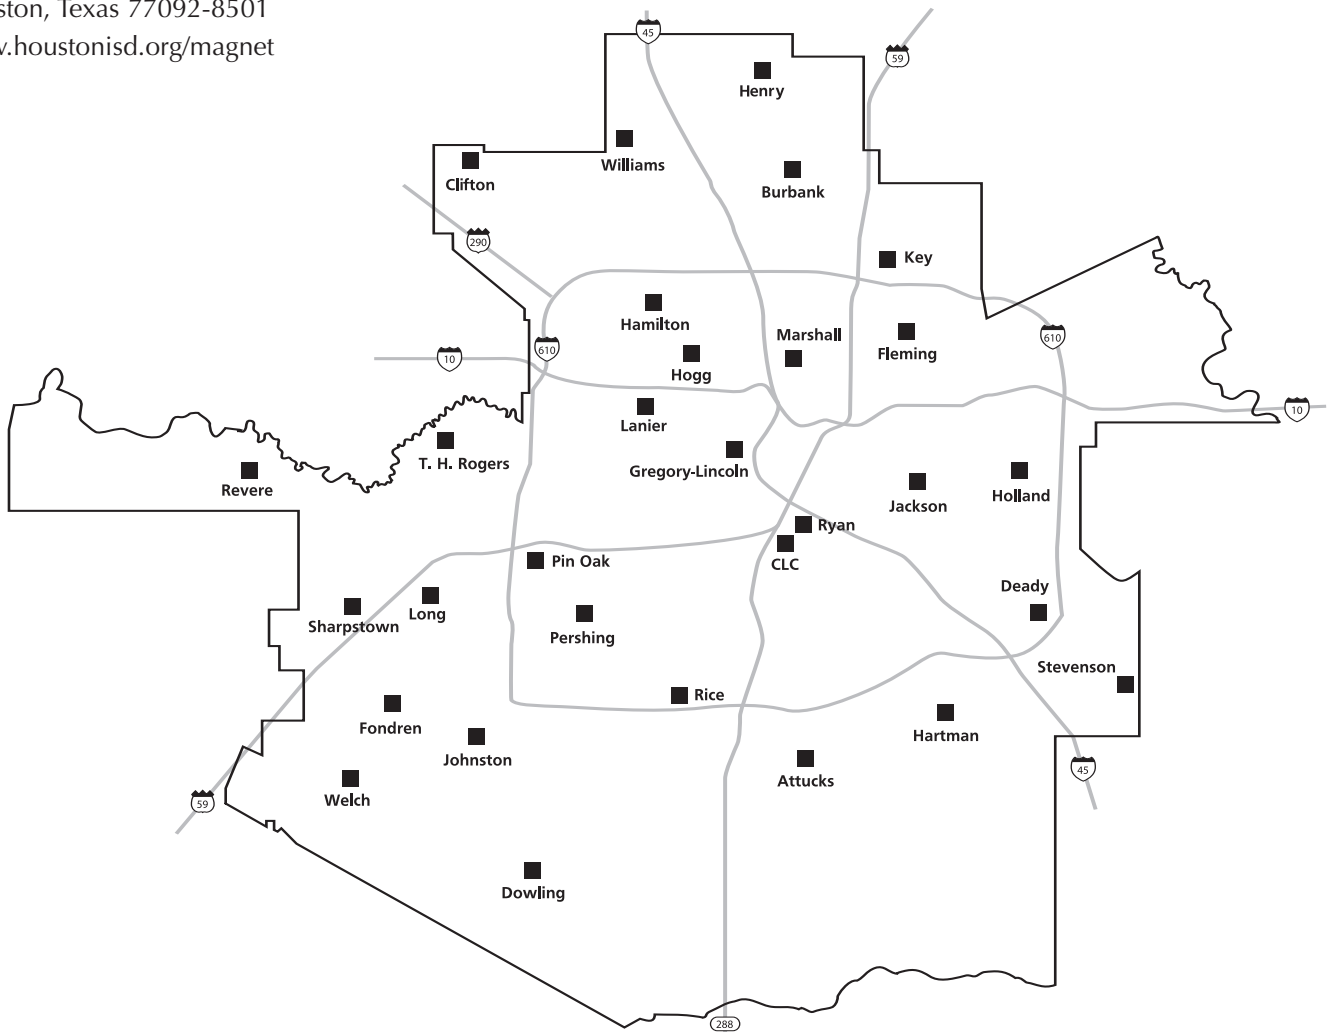 ston, Texas 77092-8501
v.houstonisd.org/magnet
45
59
Henry
Williams
Burbank
Clifton
290
Key
Hamilton
Marshall
Fleming
610
610
10
Hogg
10
Lanier
T. H. Rogers
Gregory-Lincoln
Revere
Jackson
Holland
Ryan
CLC
Pin Oak
Deady
Long
Sharpstown
Pershing
Stevenson
Rice
Fondren
Hartman
Johnston
45
Attucks
Welch
59
Dowling
288